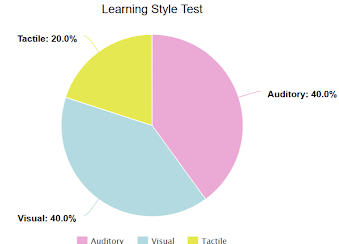 Learning Style Test
Tactile: 20.0%
Auditory: 40.0%
Visual: 40.0%
Auditory Visual Tactile